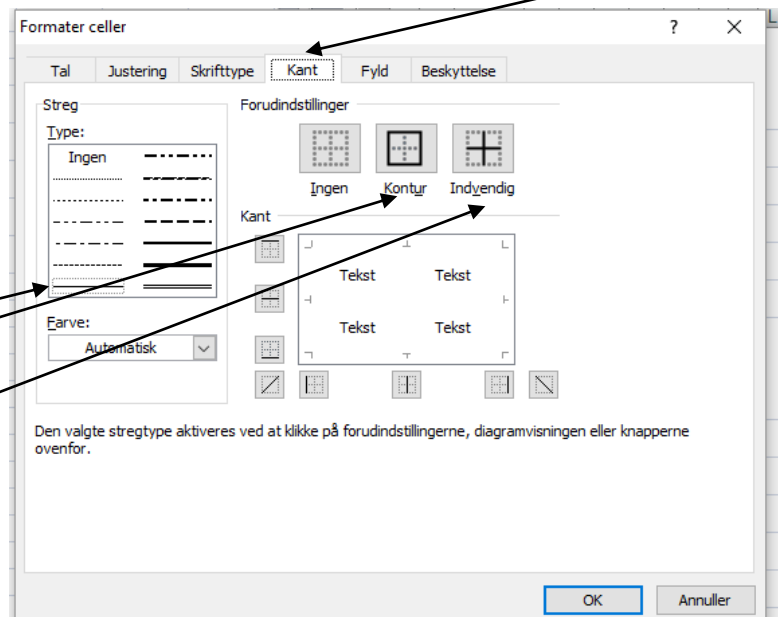 Formater celler ?
Tal Justering Skrifttype Kant Fyld Beskyttelse
Streg
Type:
Ingen
Farve:
Automatisk
Forudindstillinger
Ingen Kontur Indvendig
Kant
Tekst Tekst
Tekst Tekst
Den valgte stregtype aktiveres ved at klikke på forudindstillingerne, diagramvisningen eller knapperne
ovenfor.
OK Annuller